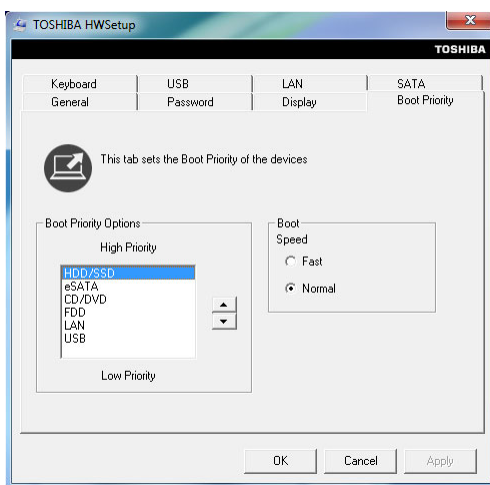 TOSHIBA HWSetup
TOSHIBA
Keyboard USB LAN SATA
General Password Display Boot Priority
This tab sets the Boot Priority of the devices
Boot Priority Options
High Priority
HDD/SSD
eSATA
CD/DVD
FDD
LAN
USB
Low Priority
Boot
Speed
Fast
Normal
OK Cancel Apply